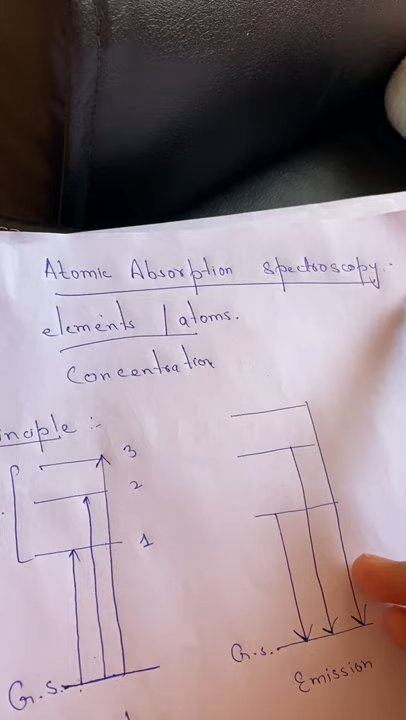 Atomic Absorption spectroscopy.
elements / atoms.
Concentration
nciple :-
3
2
1
G.s.
G.s.
Emission